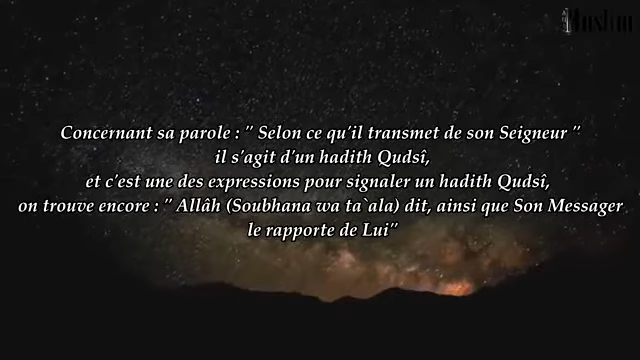 Concernant sa parole : " Selon ce qu'il transmet de son Seigneur "
il s'agit d'un hadith Qudsî,
et c'est une des expressions pour signaler un hadith Qudsî,
on trouve encore : " Allâh (Soubhana wa ta`ala) dit, ainsi que Son Messager
le rapporte de Lui"